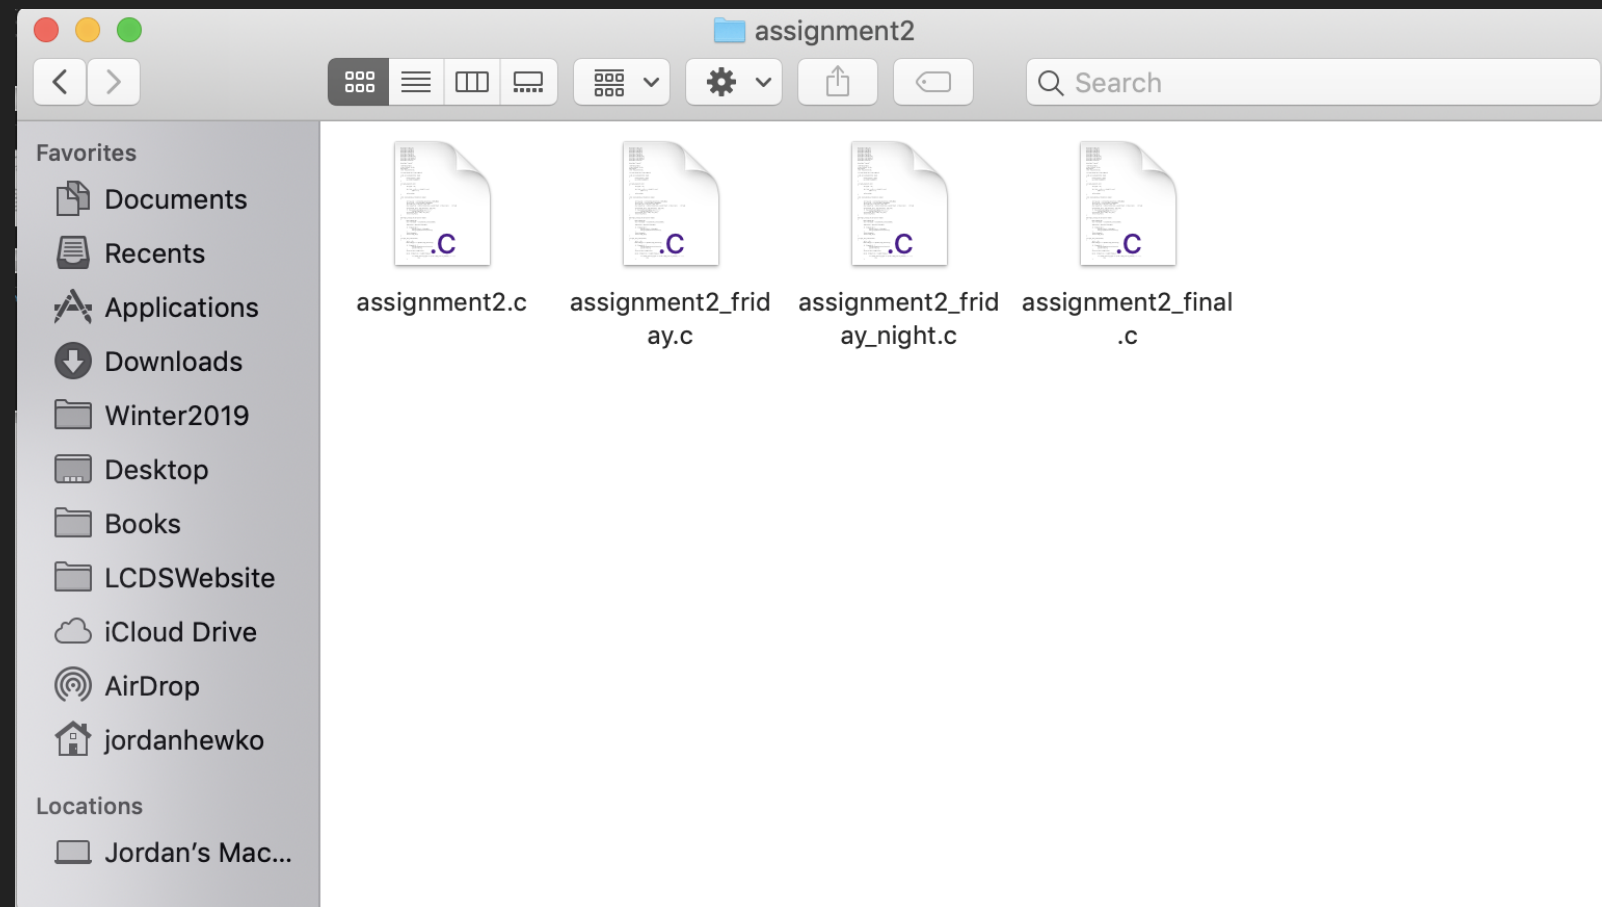 assignment2
Search
Favorites
Documents
Recents
Applications
Downloads
Winter2019
Desktop
Books
LCDSWebsite
iCloud Drive
AirDrop
jordanhewko
Locations
Jordan’s Mac...
.C
.C
.C
.C
assignment2.c
assignment2_frid
ay.c
assignment2_frid
ay_night.c
assignment2_final
.c